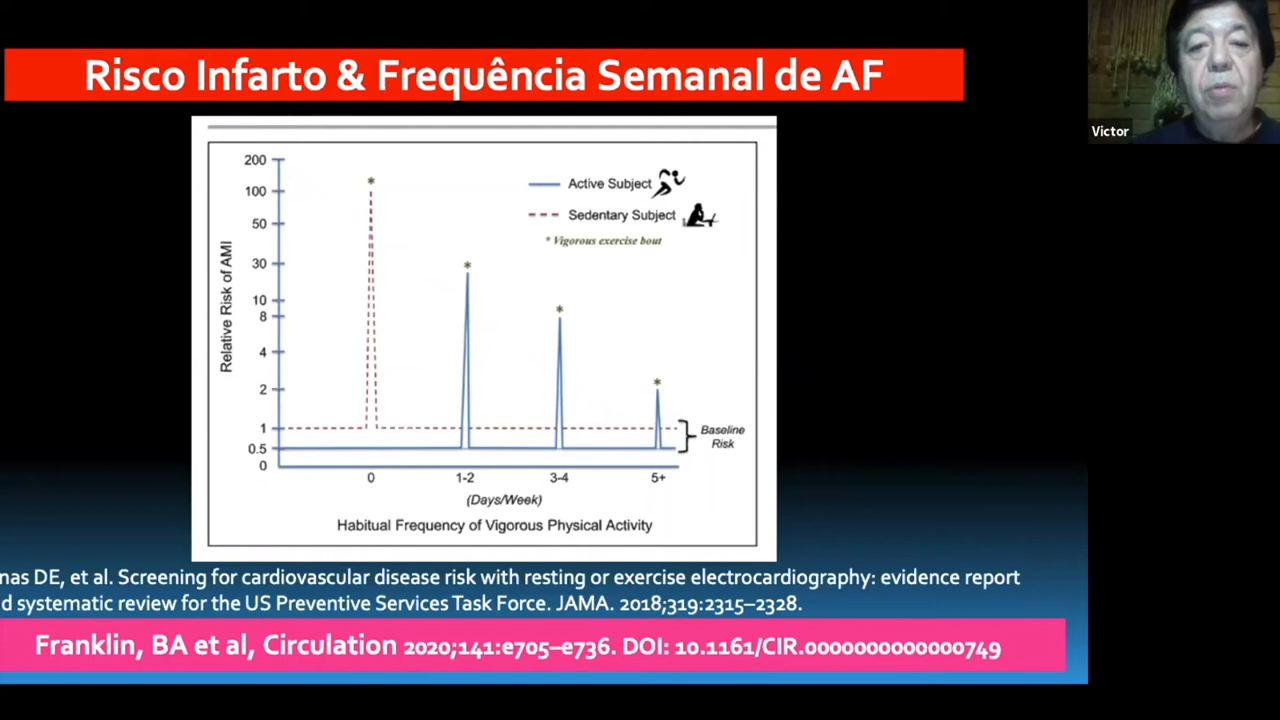 Risco Infarto & Frequência Semanal de AF
Victor
200
100
50
30
10
8
4
2
1
0.5
0
Relative Risk of AMI
*
*
*
*
Active Subject
Sedentary Subject
* Vigorous exercise bout
Baseline
Risk
0
1-2
3-4
5+
(Days/Week)
Habitual Frequency of Vigorous Physical Activity
DE, et al. Screening for cardiovascular disease risk with resting or exercise electrocardiography: evidence report
systematic review for the US Preventive Services Task Force. JAMA. 2018;319:2315–2328.
Franklin, BA et al, Circulation 2020;141:e705–e736. DOI: 10.1161/CIR.0000000000000749